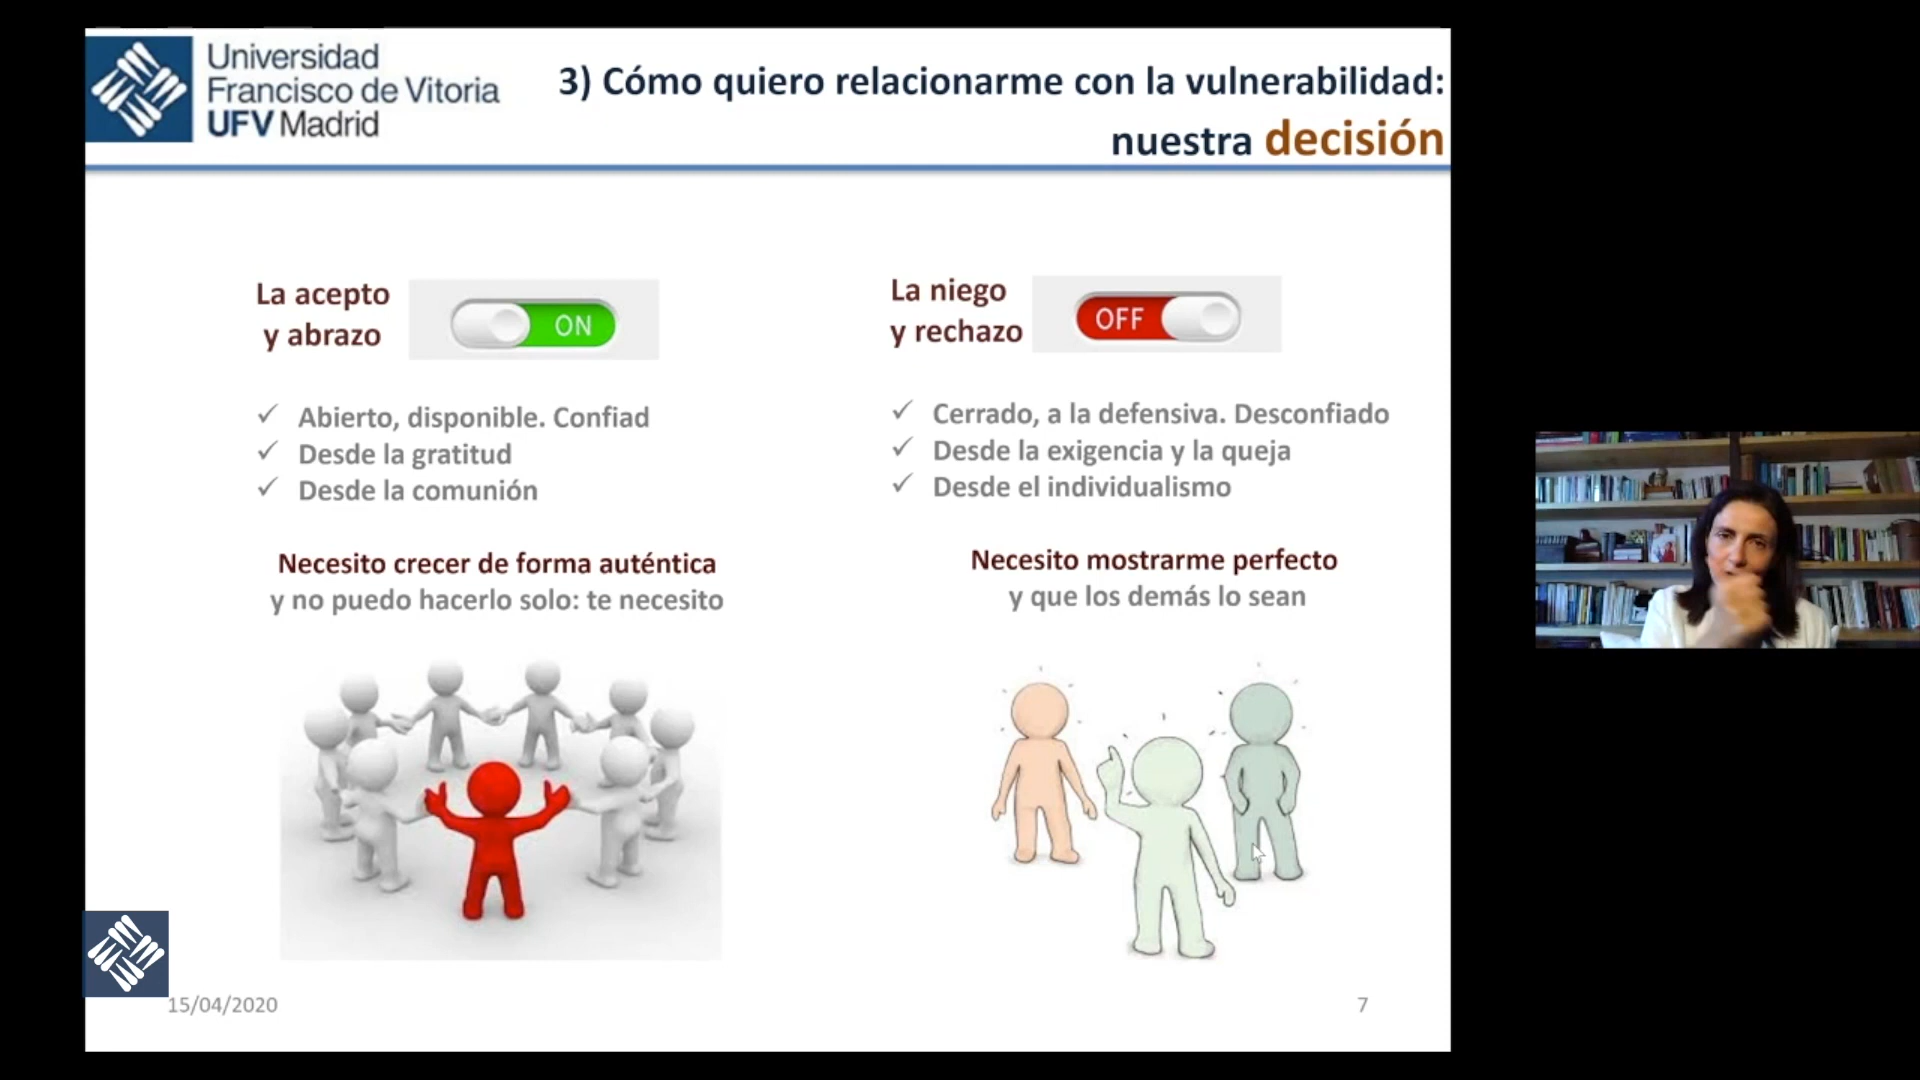 Universidad
Francisco de Vitoria
UFV Madrid
3) Cómo quiero relacionarme con la vulnerabilidad:
nuestra decisión
La acepto
y abrazo
ON
✓ Abierto, disponible. Confiad
✓ Desde la gratitud
✓ Desde la comunión
Necesito crecer de forma auténtica
y no puedo hacerlo solo: te necesito
La niego
y rechazo
OFF
✓ Cerrado, a la defensiva. Desconfiado
✓ Desde la exigencia y la queja
✓ Desde el individualismo
Necesito mostrarme perfecto
y que los demás lo sean
15/04/2020
7